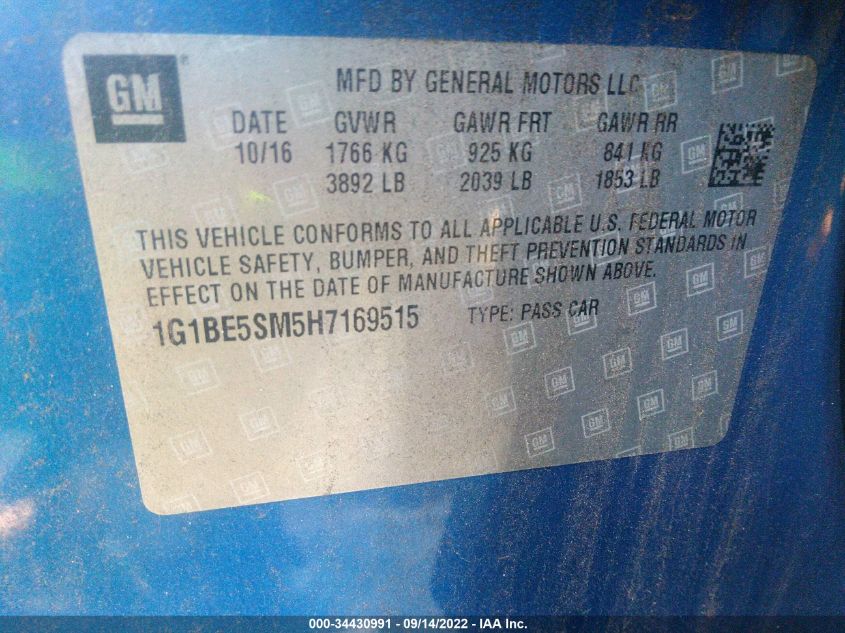 GM
MFD BY GENERAL MOTORS LLC
DATE GVWR GAWR FRT GAWR RR
10/16 1766 KG 925 KG 841 KG
3892 LB 2039 LB 1853 LB
THIS VEHICLE CONFORMS TO ALL APPLICABLE U.S. FEDERAL MOTOR
VEHICLE SAFETY, BUMPER, AND THEFT PREVENTION STANDARDS IN
EFFECT ON THE DATE OF MANUFACTURE SHOWN ABOVE.
1G1BE5SM5H7169515 TYPE: PASS CAR
000-34430991 - 09/14/2022 - IAA Inc.